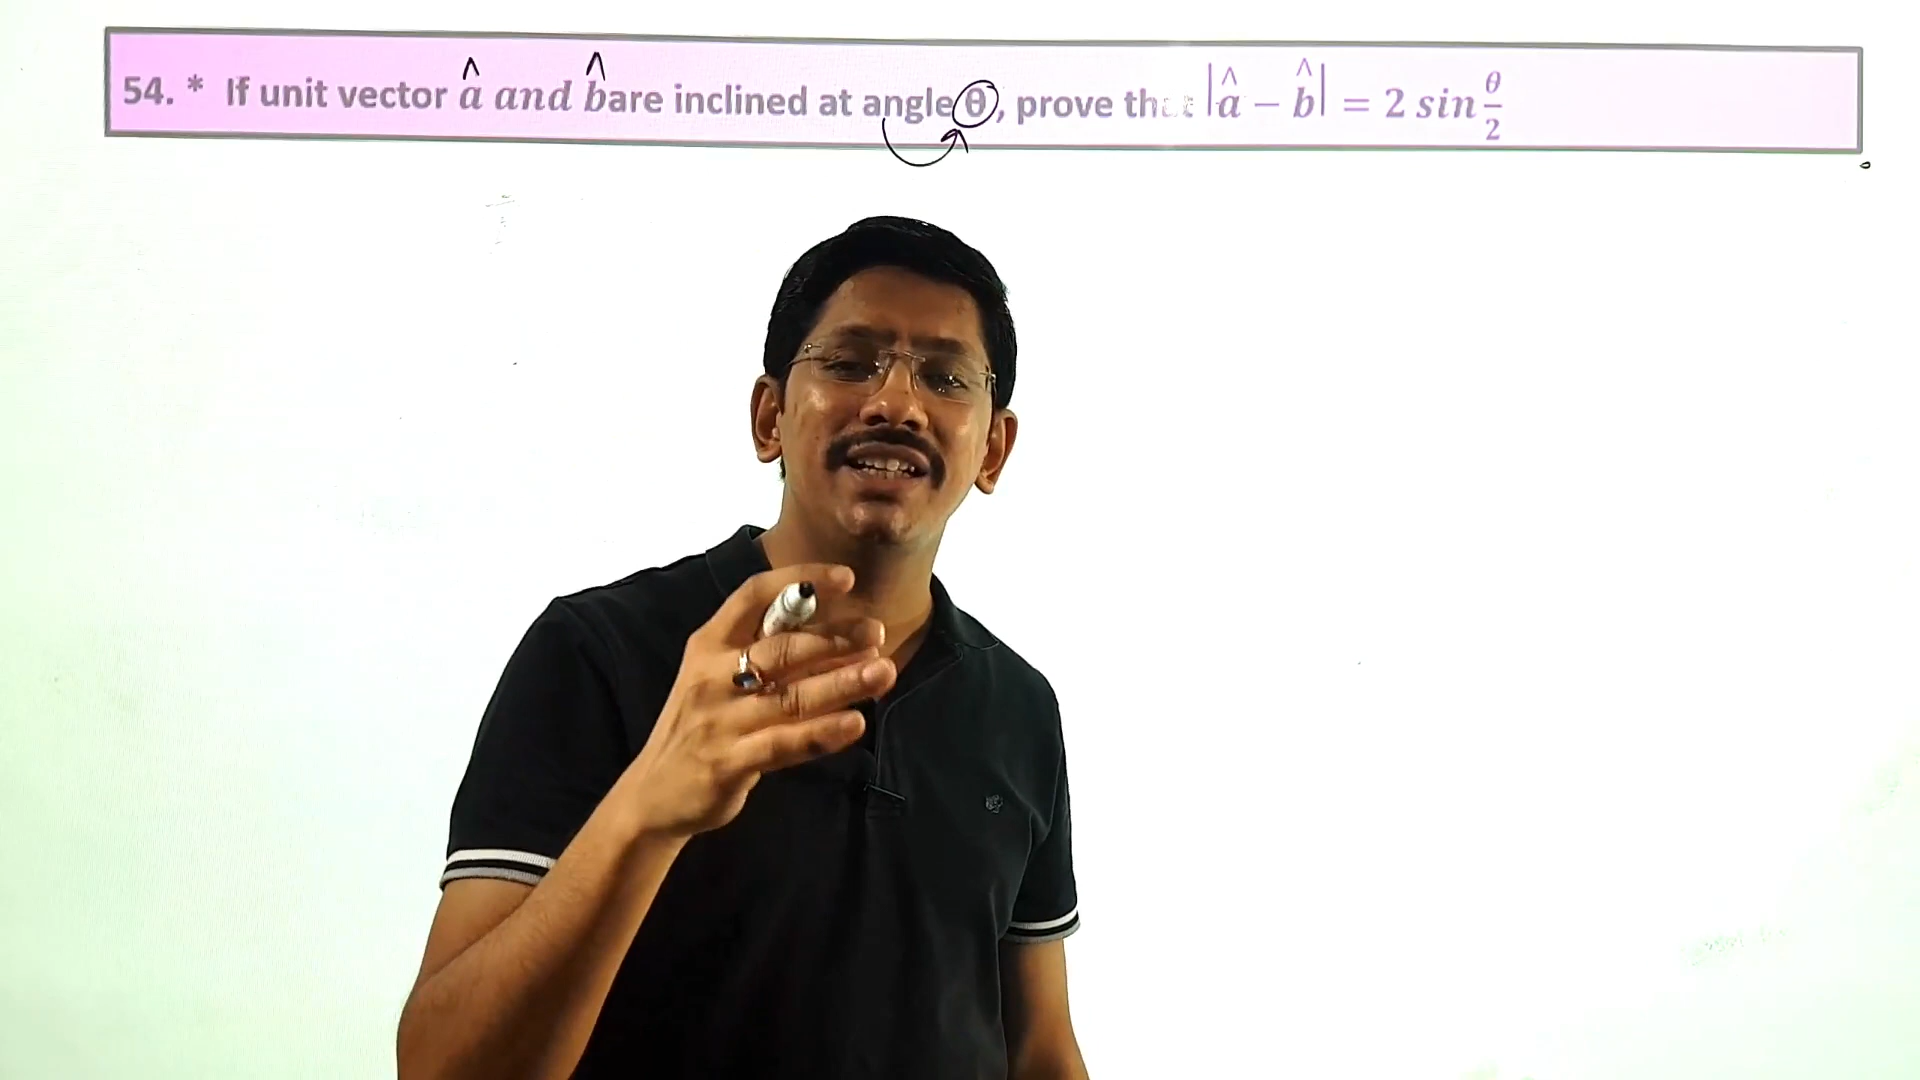 54. * If unit vector â and b̂are inclined at angle θ, prove that |â − b̂| = 2 sin θ/2